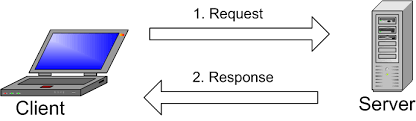 1. Request
2. Response
Client
Server